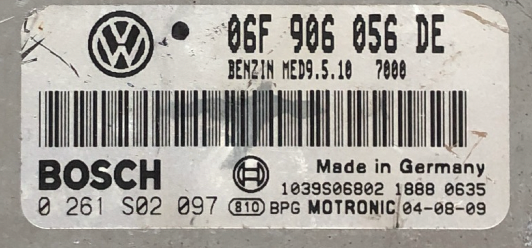 06F 906 056 DE
BENZIN MED9.5.10 7000
BOSCH
Made in Germany
1039S06802 1888 0635
0 261 S02 097 810 BPG MOTRONIC 04-08-09